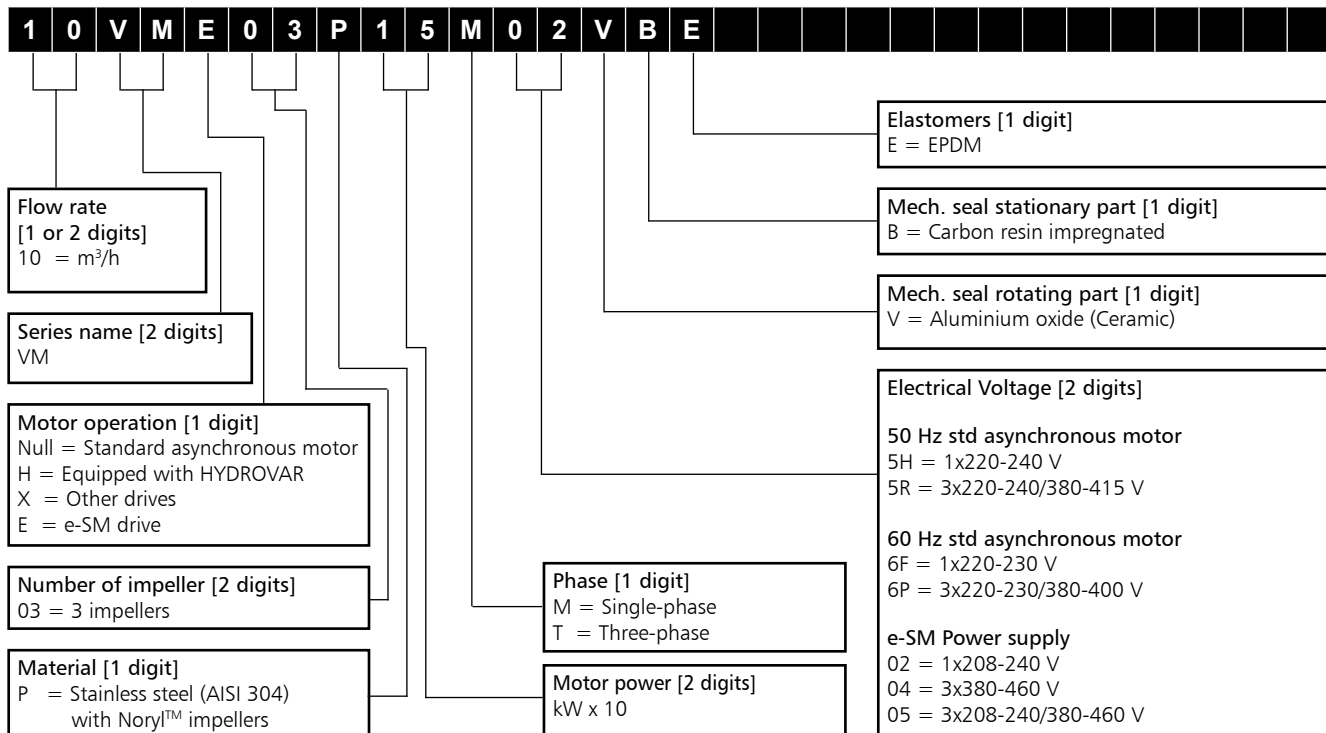 1 0 V M E 0 3 P 1 5 M 0 2 V B E
Elastomers [1 digit]
E = EPDM
Flow rate
[1 or 2 digits]
10 = m³/h
Mech. seal stationary part [1 digit]
B = Carbon resin impregnated
Mech. seal rotating part [1 digit]
V = Aluminium oxide (Ceramic)
Series name [2 digits]
VM
Motor operation [1 digit]
Null = Standard asynchronous motor
H = Equipped with HYDROVAR
X = Other drives
E = e-SM drive
Electrical Voltage [2 digits]
50 Hz std asynchronous motor
5H = 1x220-240 V
5R = 3x220-240/380-415 V
60 Hz std asynchronous motor
6F = 1x220-230 V
6P = 3x220-230/380-400 V
e-SM Power supply
02 = 1x208-240 V
04 = 3x380-460 V
05 = 3x208-240/380-460 V
Number of impeller [2 digits]
03 = 3 impellers
Phase [1 digit]
M = Single-phase
T = Three-phase
Material [1 digit]
P = Stainless steel (AISI 304)
with Noryl™ impellers
Motor power [2 digits]
kW x 10